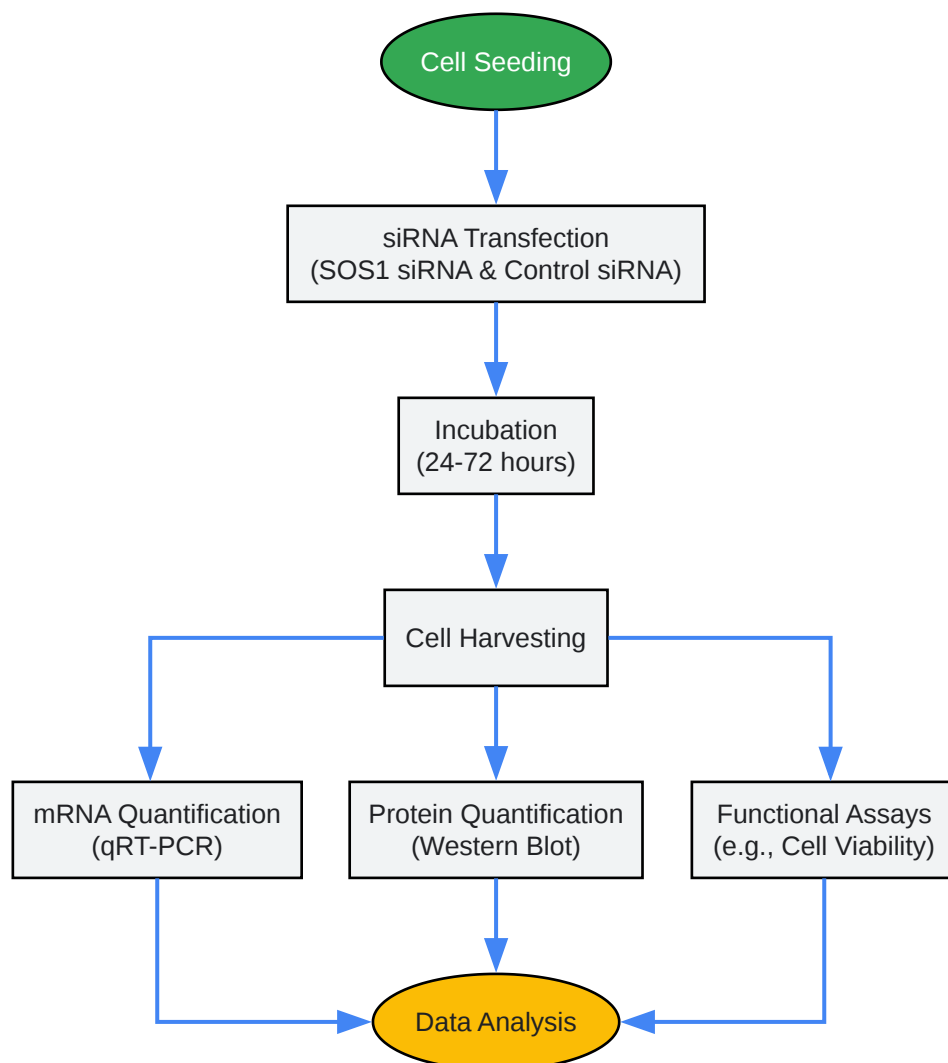 Cell Seeding
siRNA Transfection
(SOS1 siRNA & Control siRNA)
Incubation
(24-72 hours)
Cell Harvesting
mRNA Quantification
(qRT-PCR)
Protein Quantification
(Western Blot)
Functional Assays
(e.g., Cell Viability)
Data Analysis